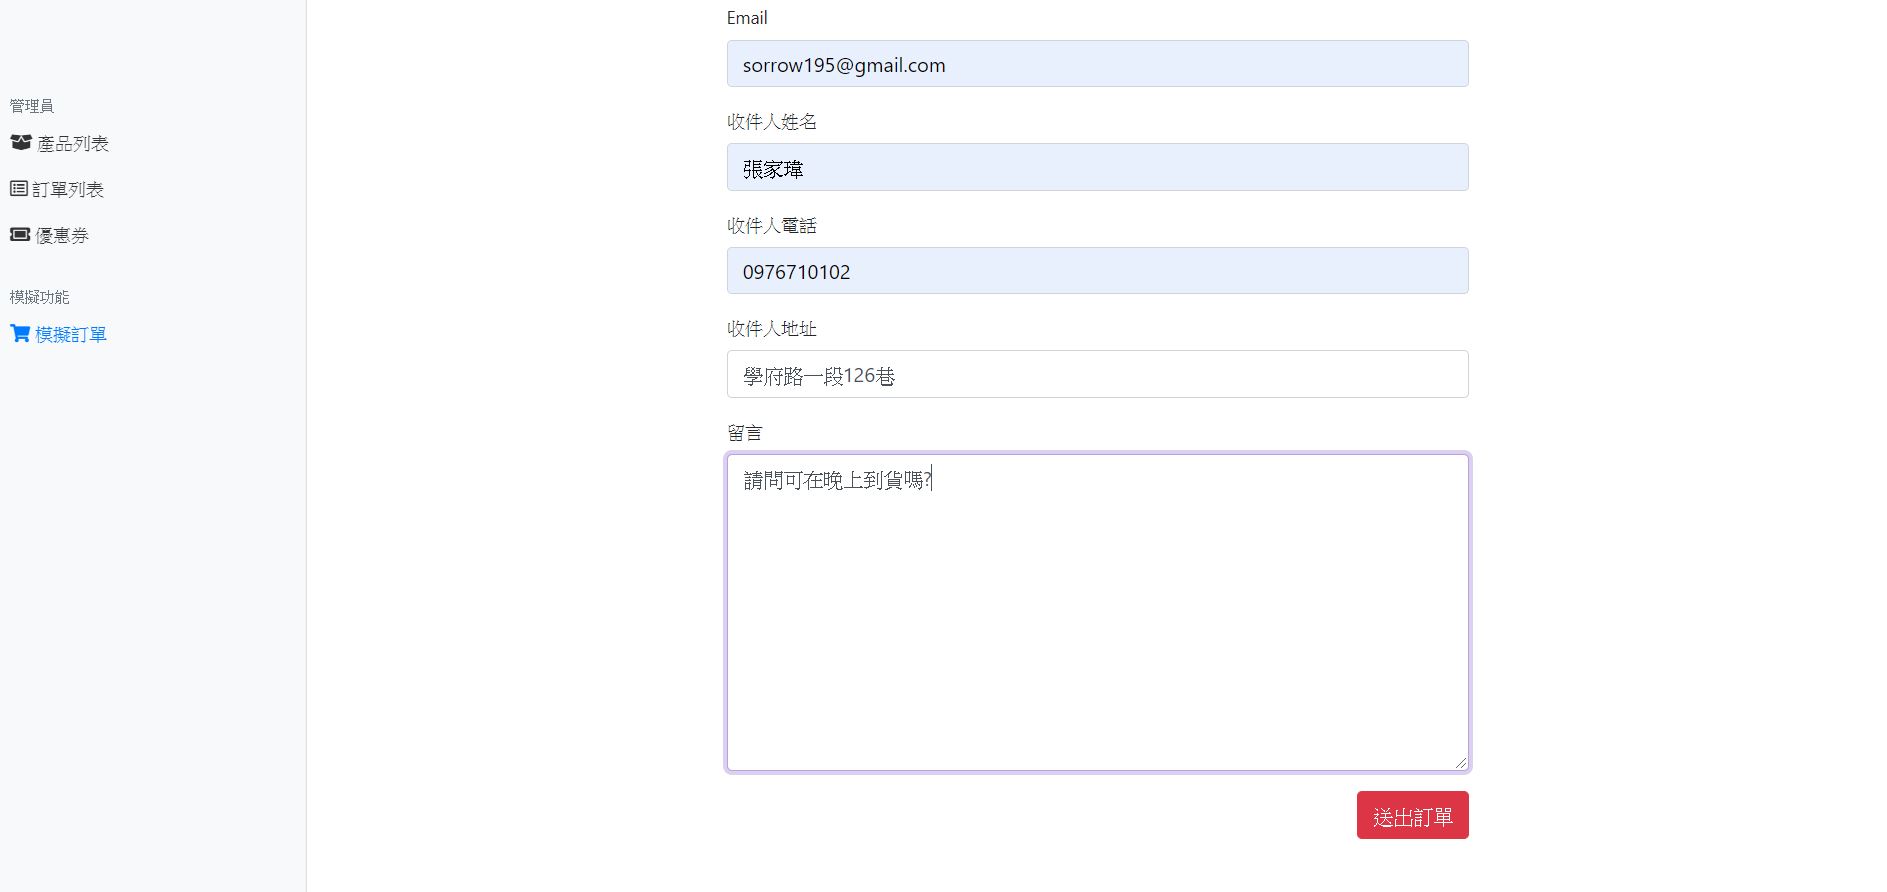 管理員
產品列表
訂單列表
優惠券
模擬功能
模擬訂單
Email
sorrow195@gmail.com
收件人姓名
張家瑋
收件人電話
0976710102
收件人地址
學府路一段126巷
留言
請問可在晚上到貨嗎?
送出訂單